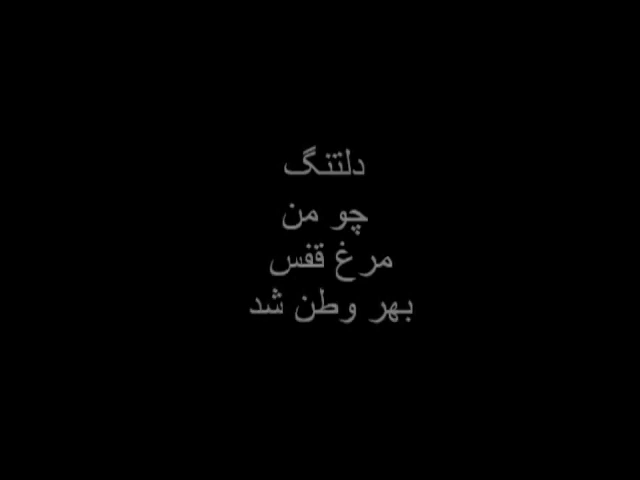 دلتنگ
چو من
مرغ قفس
بهر وطن شد